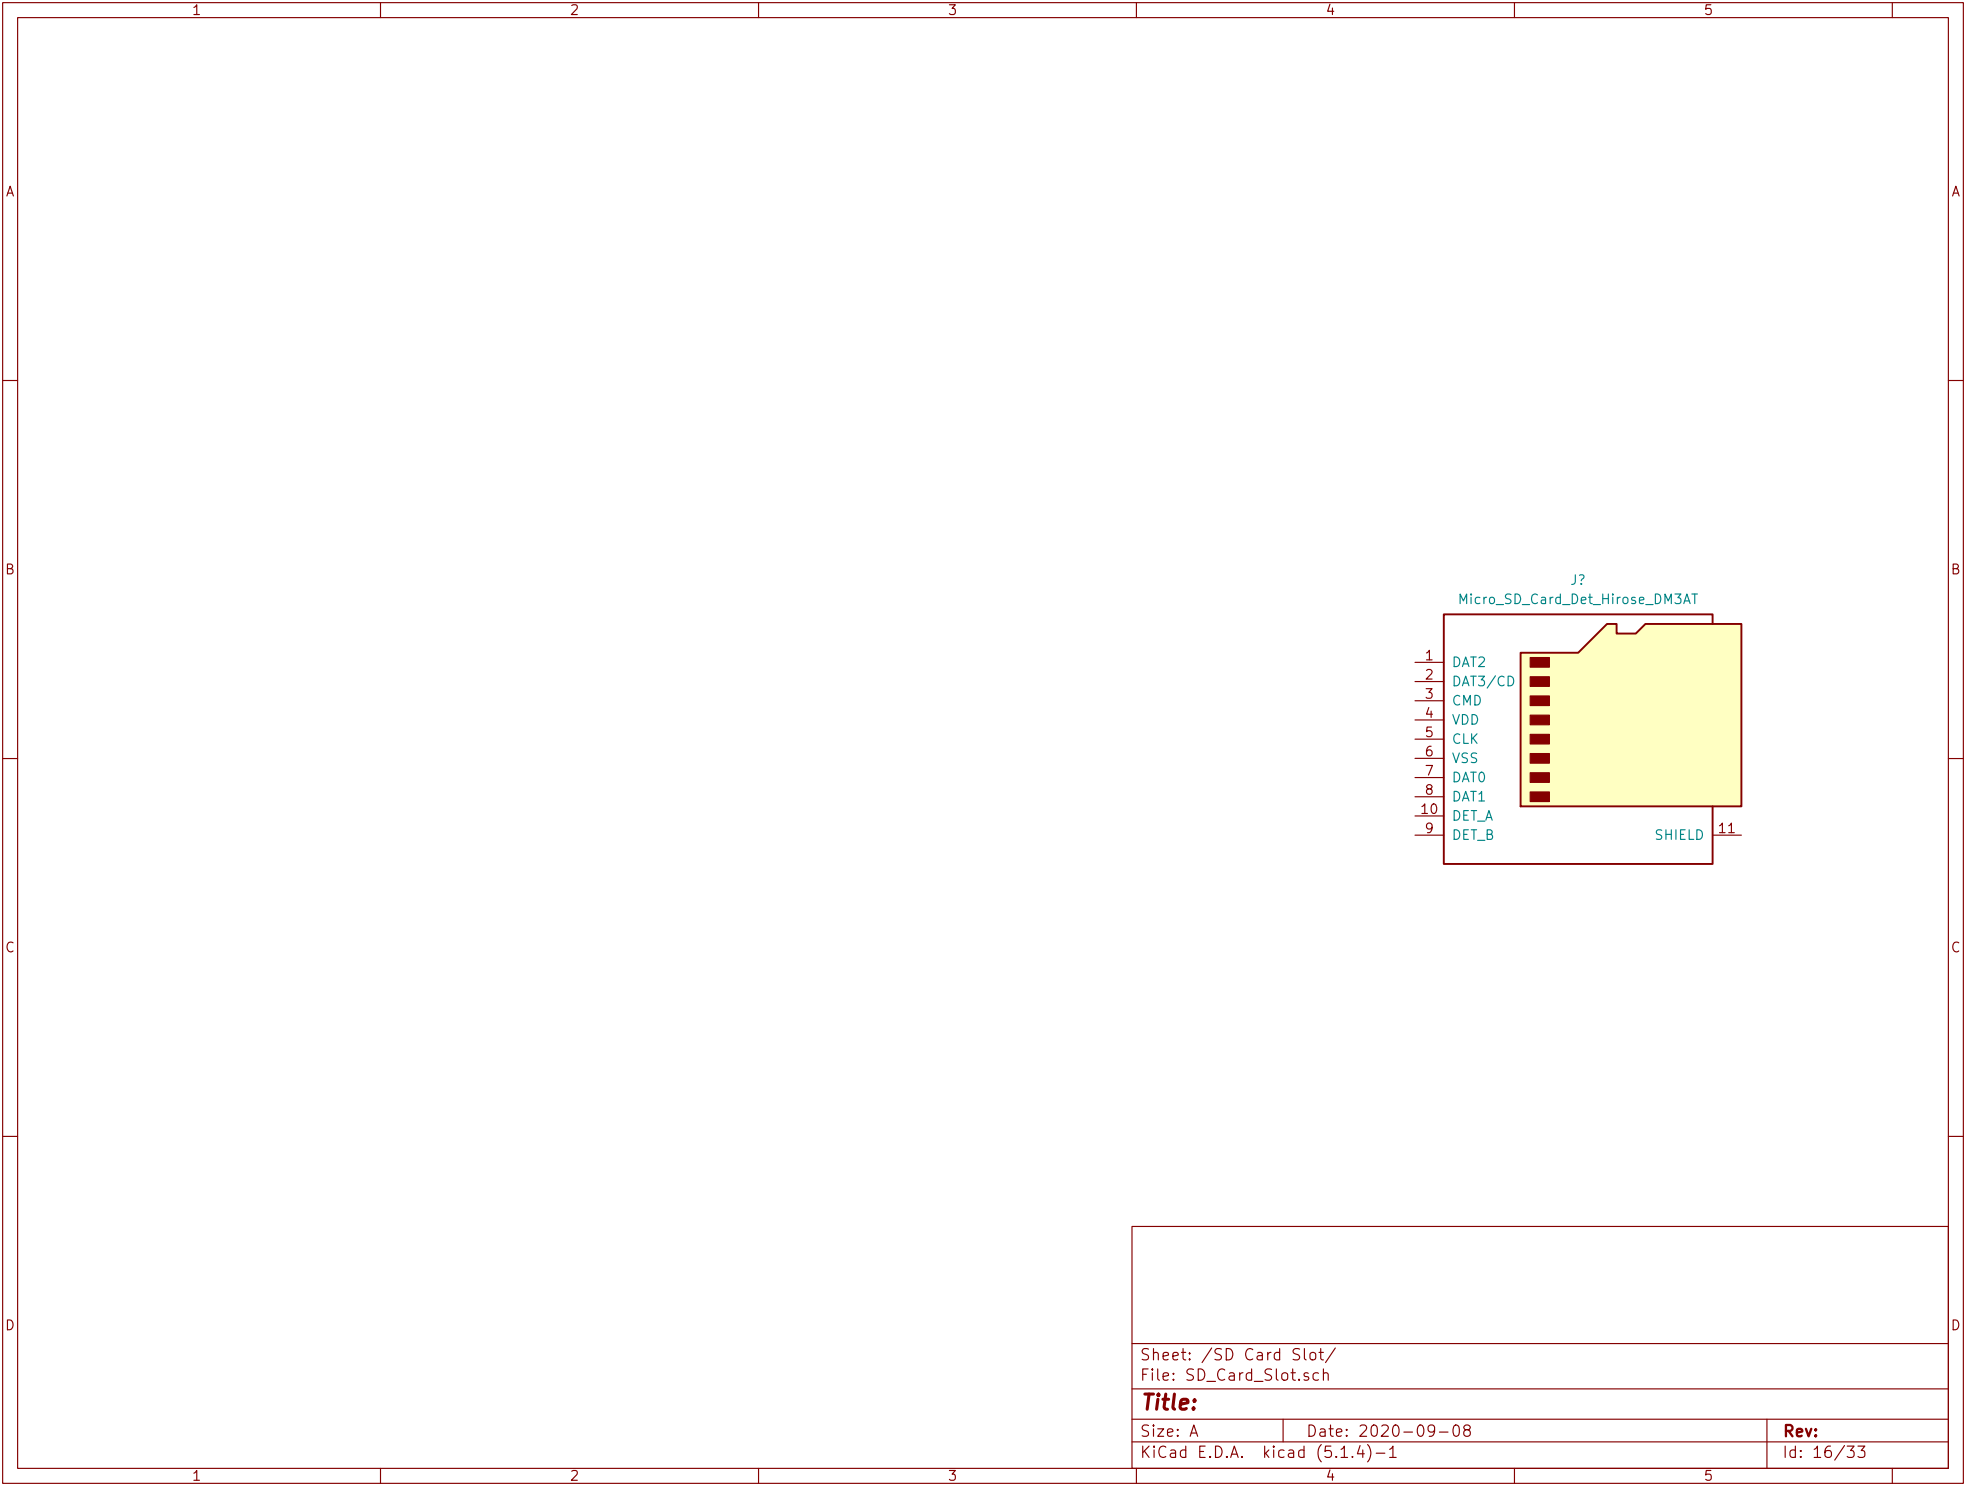 1 2 3 4 5
A A
B B
J?
Micro_SD_Card_Det_Hirose_DM3AT
1 DAT2
2 DAT3/CD
3 CMD
4 VDD
5 CLK
6 VSS
7 DAT0
8 DAT1
10 DET_A
9 DET_B SHIELD 11
C C
D D
Sheet: /SD Card Slot/
File: SD_Card_Slot.sch
Title:
Size: A Date: 2020-09-08 Rev:
KiCad E.D.A. kicad (5.1.4)-1 Id: 16/33
1 2 3 4 5